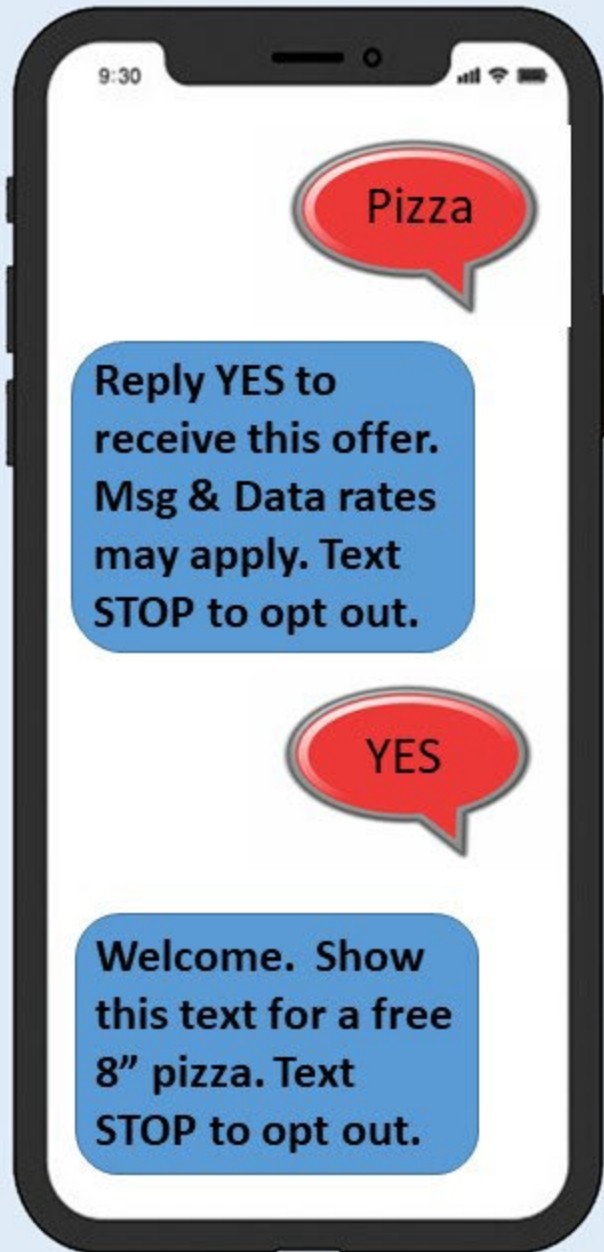 9:30
Pizza
Reply YES to
receive this offer.
Msg & Data rates
may apply. Text
STOP to opt out.
YES
Welcome.  Show
this text for a free
8” pizza. Text
STOP to opt out.